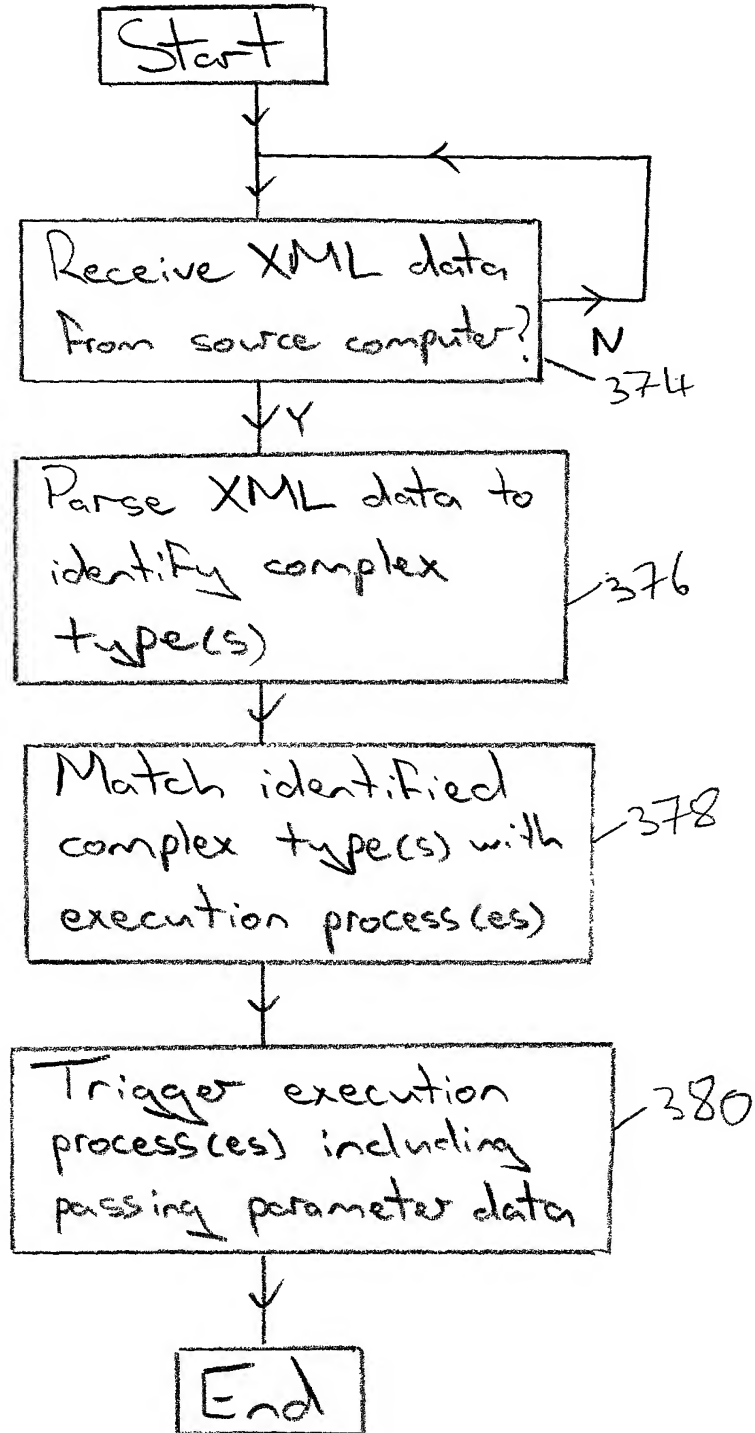 Start
Receive XML data
from source computer?
N
374
Y
Parse XML data to
identify complex
type(s)
376
Match identified
complex type(s) with
execution process(es)
378
Trigger execution
process(es) including
passing parameter data
380
End